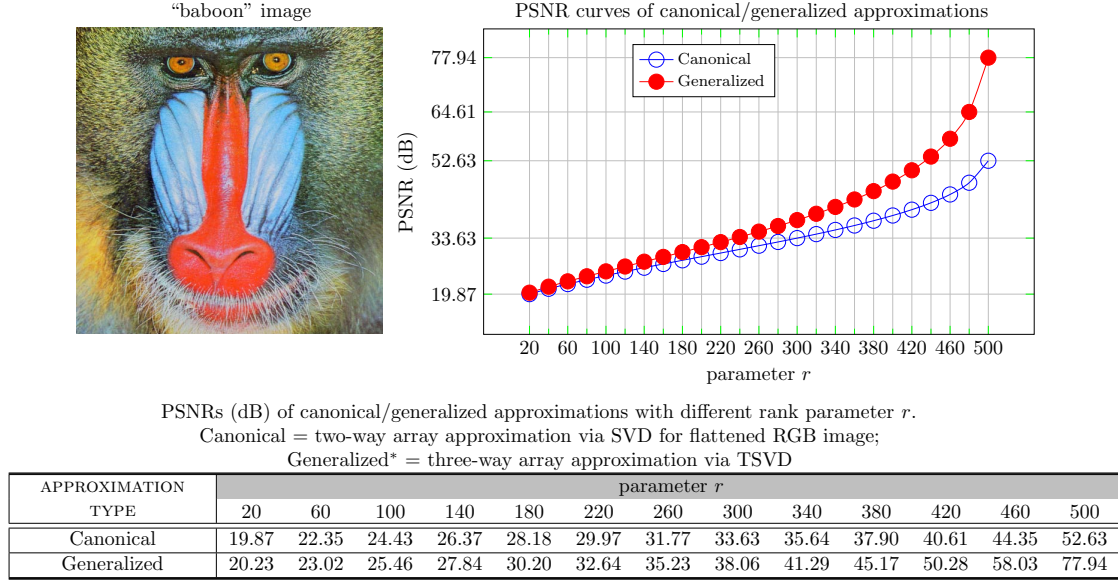 “baboon” image
PSNR curves of canonical/generalized approximations
Canonical
Generalized
PSNR (dB)
77.94
64.61
52.63
33.63
19.87
20 60 100 140 180 220 260 300 340 380 420 460 500
parameter r
PSNRs (dB) of canonical/generalized approximations with different rank parameter r.
Canonical = two-way array approximation via SVD for flattened RGB image;
Generalized* = three-way array approximation via TSVD
APPROXIMATION parameter r
TYPE 20 60 100 140 180 220 260 300 340 380 420 460 500
Canonical 19.87 22.35 24.43 26.37 28.18 29.97 31.77 33.63 35.64 37.90 40.61 44.35 52.63
Generalized 20.23 23.02 25.46 27.84 30.20 32.64 35.23 38.06 41.29 45.17 50.28 58.03 77.94